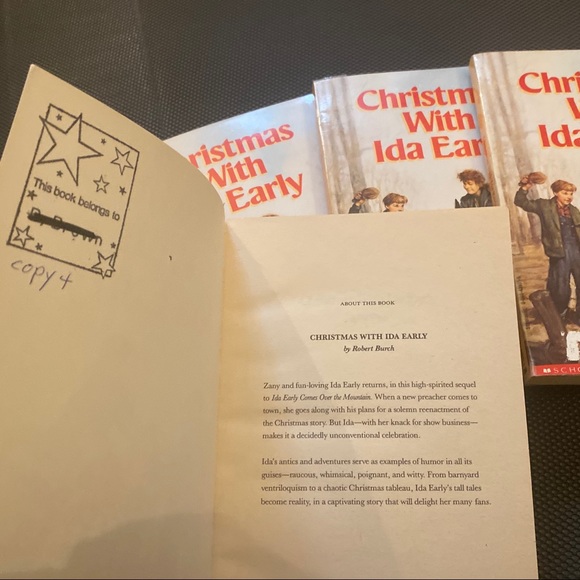 This book belongs to
copy 4
Christmas
With
Early
Christm
With
Ida Ear
Chri
W
Ida
SCHO
ABOUT THIS BOOK
CHRISTMAS WITH IDA EARLY
by Robert Burch
Zany and fun-loving Ida Early returns, in this high-spirited sequel
to Ida Early Comes Over the Mountain. When a new preacher comes to
town, she goes along with his plans for a solemn reenactment of
the Christmas story. But Ida—with her knack for show business—
makes it a decidedly unconventional celebration.
Ida's antics and adventures serve as examples of humor in all its
guises—raucous, whimsical, poignant, and witty. From barnyard
ventriloquism to a chaotic Christmas tableau, Ida Early's tall tales
become reality, in a captivating story that will delight her many fans.